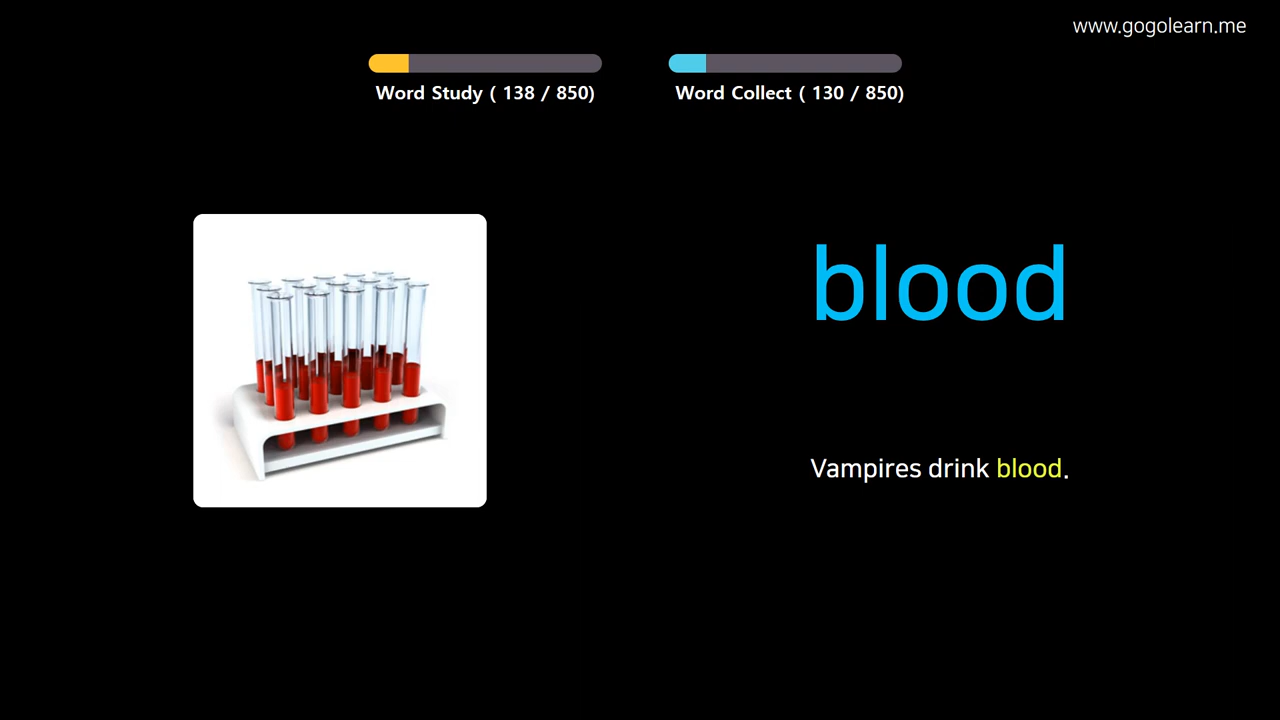 www.gogolearn.me
Word Study ( 138 / 850)
Word Collect ( 130 / 850)
blood
Vampires drink blood.